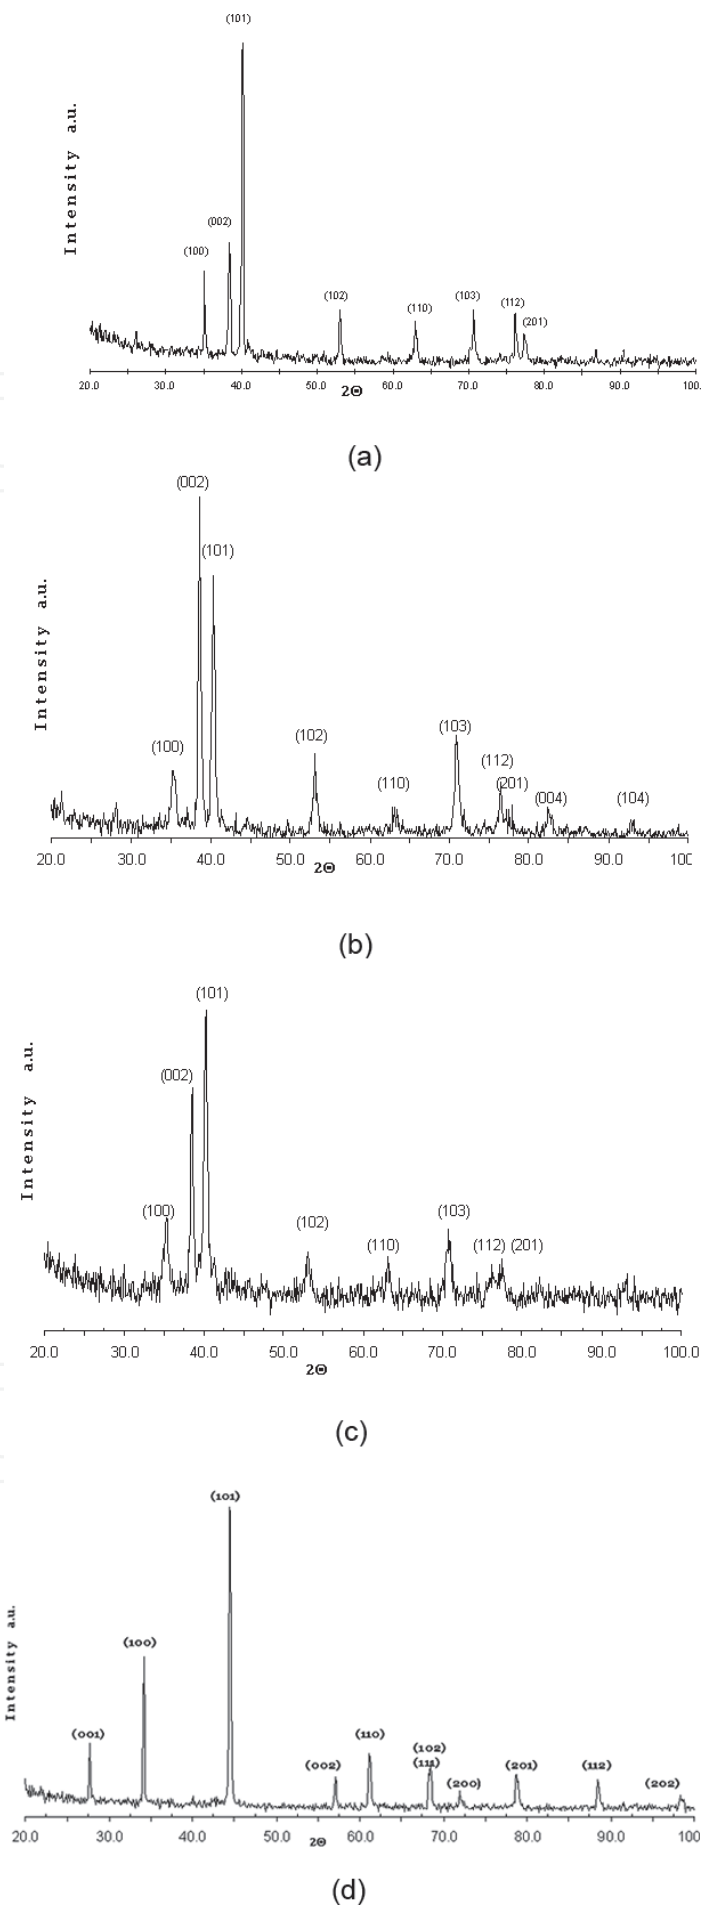 (101)
Intensity a.u.
(002)
(100)
(102)
(110)
(103)
(112)
(201)
20.0 30.0 40.0 50.0 60.0 70.0 80.0 90.0 100.
2Θ
(a)
(002)
(101)
Intensity a.u.
(100)
(102)
(110)
(103)
(112)
(201)
(004)
(104)
20.0 30.0 40.0 50.0 60.0 70.0 80.0 90.0 100
2Θ
(b)
(101)
Intensity a.u.
(002)
(100)
(102)
(110)
(103)
(112) (201)
20.0 30.0 40.0 50.0 60.0 70.0 80.0 90.0 100.0
2Θ
(c)
(101)
Intensity a.u.
(100)
(001)
(002)
(110)
(102)
(111)
(200)
(201)
(112)
(202)
20.0 30.0 40.0 50.0 60.0 70.0 80.0 90.0 100
2Θ
(d)